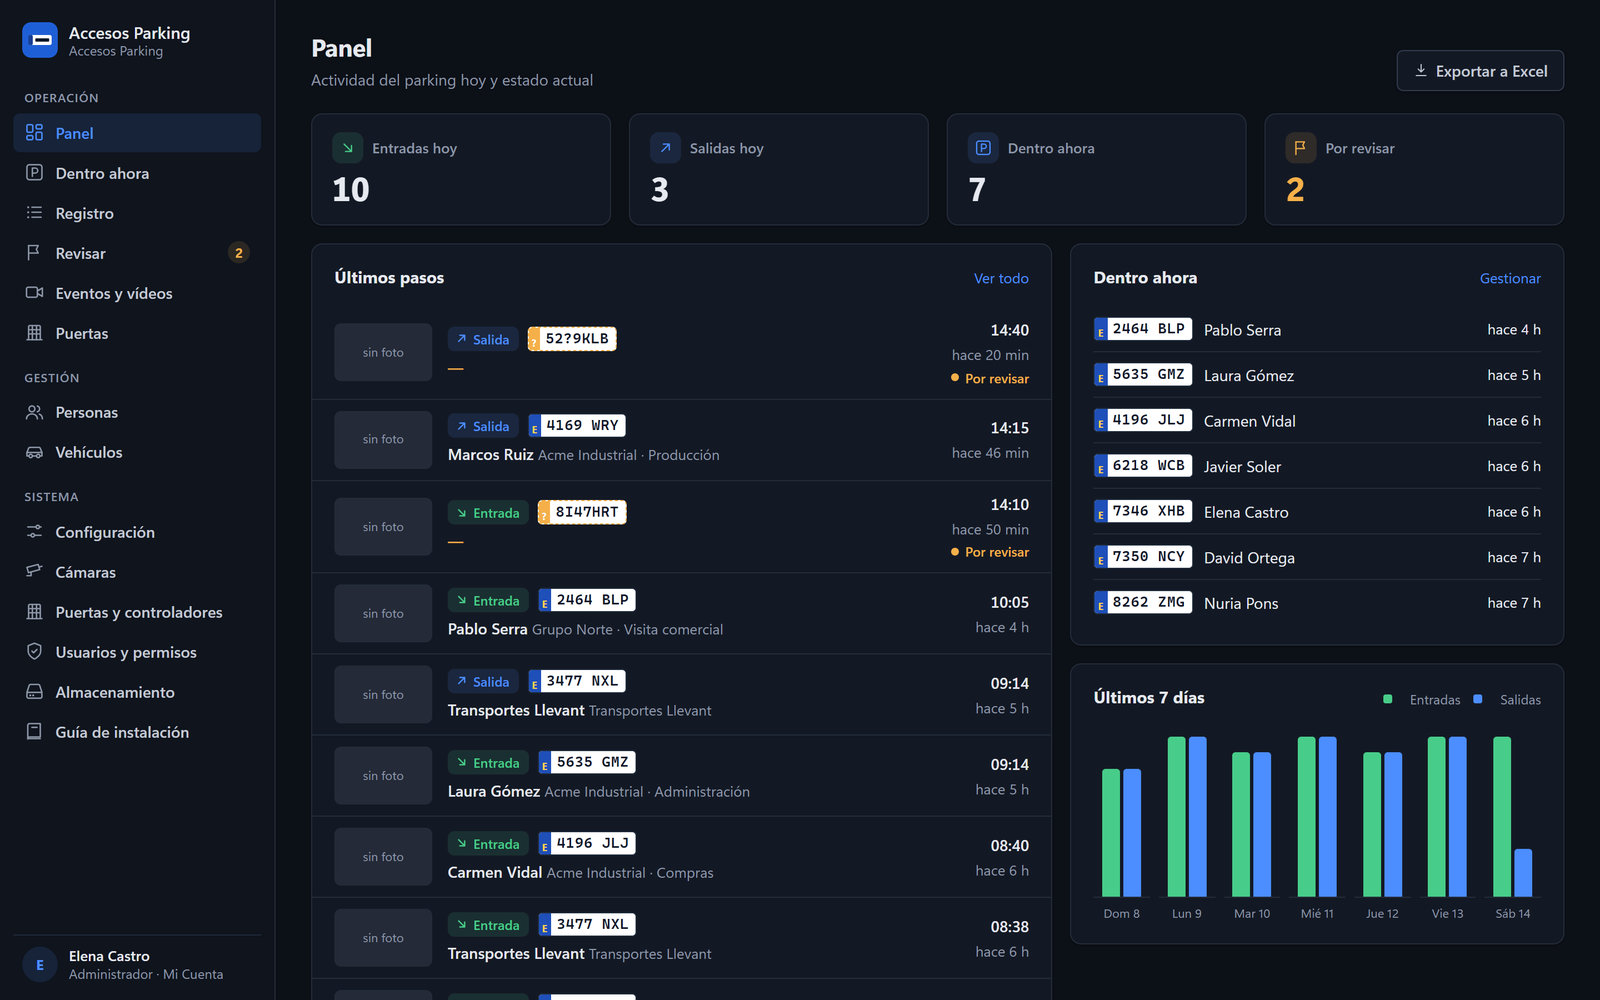 Accesos Parking
Accesos Parking
OPERACIÓN
Panel
Dentro ahora
Registro
Revisar 2
Eventos y vídeos
Puertas
GESTIÓN
Personas
Vehículos
SISTEMA
Configuración
Cámaras
Puertas y controladores
Usuarios y permisos
Almacenamiento
Guía de instalación
E
Elena Castro
Administrador · Mi Cuenta
Panel
Actividad del parking hoy y estado actual
Exportar a Excel
Entradas hoy
10
Salidas hoy
3
P Dentro ahora
7
Por revisar
2
Últimos pasos
Ver todo
sin foto
Salida ? 52?9KLB
—
14:40
hace 20 min
Por revisar
sin foto
Salida E 4169 WRY
Marcos Ruiz Acme Industrial · Producción
14:15
hace 46 min
sin foto
Entrada ? 8I47HRT
—
14:10
hace 50 min
Por revisar
sin foto
Entrada E 2464 BLP
Pablo Serra Grupo Norte · Visita comercial
10:05
hace 4 h
sin foto
Salida E 3477 NXL
Transportes Llevant Transportes Llevant
09:14
hace 5 h
sin foto
Entrada E 5635 GMZ
Laura Gómez Acme Industrial · Administración
09:14
hace 5 h
sin foto
Entrada E 4196 JLJ
Carmen Vidal Acme Industrial · Compras
08:40
hace 6 h
sin foto
Entrada E 3477 NXL
Transportes Llevant Transportes Llevant
08:38
hace 6 h
Dentro ahora
Gestionar
E 2464 BLP Pablo Serra hace 4 h
E 5635 GMZ Laura Gómez hace 5 h
E 4196 JLJ Carmen Vidal hace 6 h
E 6218 WCB Javier Soler hace 6 h
E 7346 XHB Elena Castro hace 6 h
E 7350 NCY David Ortega hace 7 h
E 8262 ZMG Nuria Pons hace 7 h
Últimos 7 días
Entradas Salidas
Dom 8 Lun 9 Mar 10 Mié 11 Jue 12 Vie 13 Sáb 14